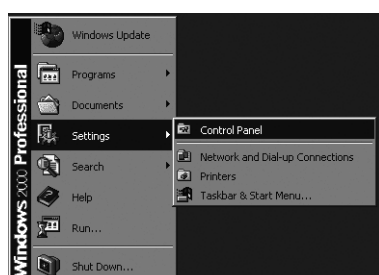 Windows 2000 Professional
Windows Update
Programs
Documents
Settings
Search
Help
Run...
Shut Down...
Control Panel
Network and Dial-up Connections
Printers
Taskbar & Start Menu...